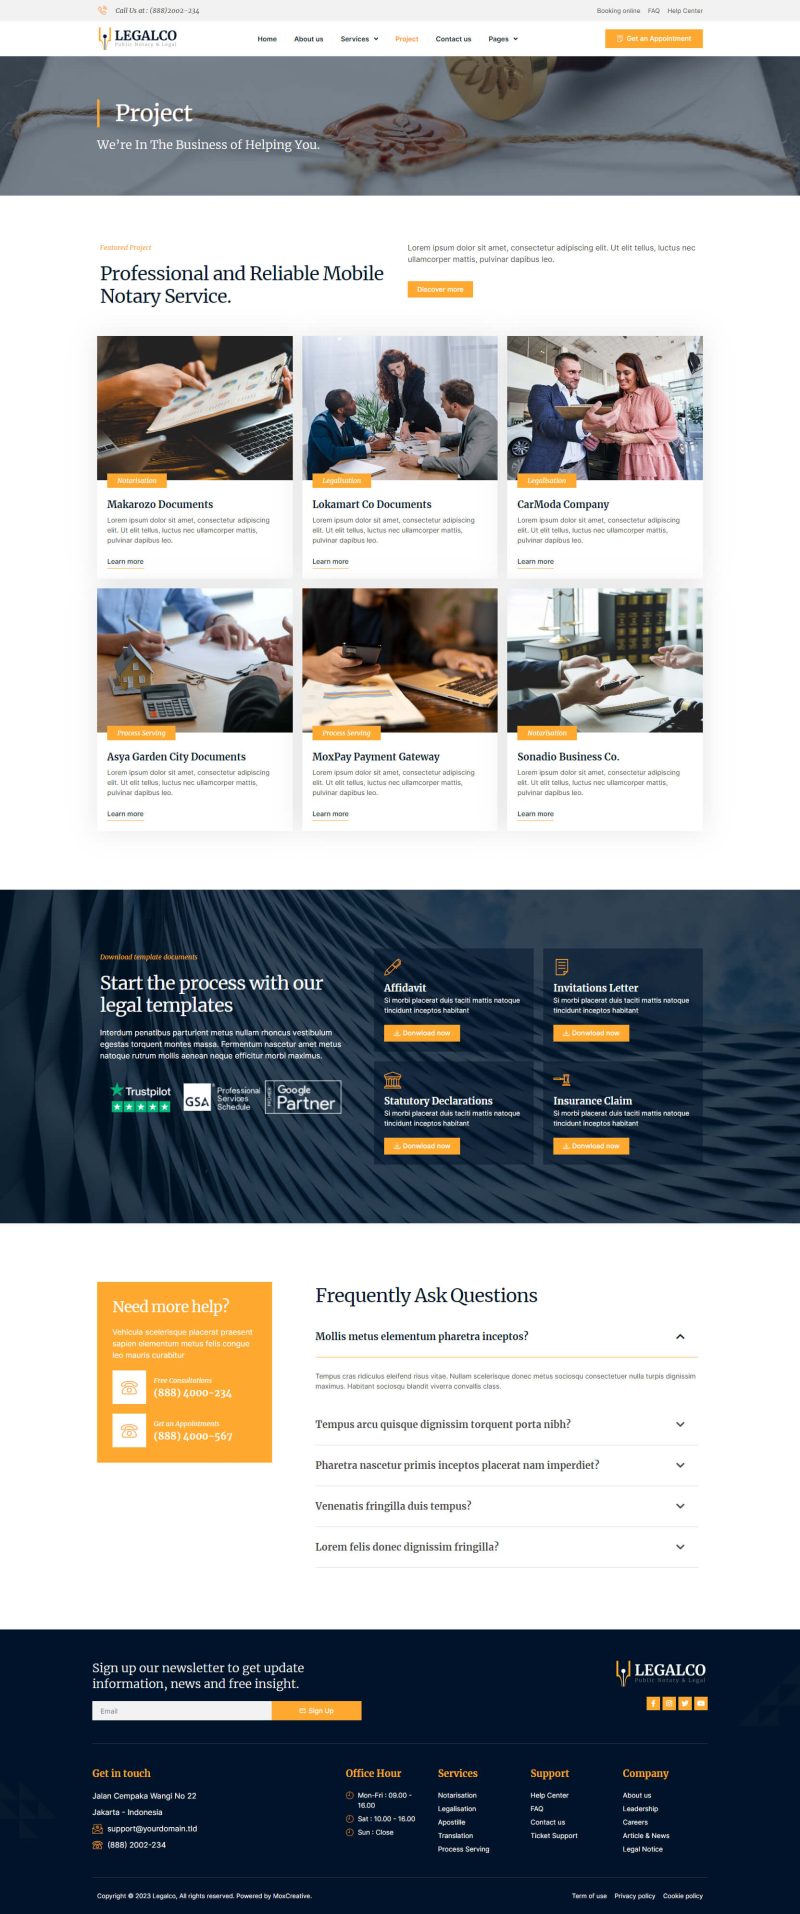 Call Us at : (888)2002-234
Booking online FAQ Help Center
LEGALCO
Public Notary & Legal
Home About us Services Project Contact us Pages
Get an Appointment
Project
We're In The Business of Helping You.
Featured Project
Professional and Reliable Mobile
Notary Service.
Lorem ipsum dolor sit amet, consectetur adipiscing elit. Ut elit tellus, luctus nec
ullamcorper mattis, pulvinar dapibus leo.
Discover more
Notarisation
Makarozo Documents
Lorem ipsum dolor sit amet, consectetur adipiscing
elit. Ut elit tellus, luctus nec ullamcorper mattis,
pulvinar dapibus leo.
Learn more
Legalisation
Lokamart Co Documents
Lorem ipsum dolor sit amet, consectetur adipiscing
elit. Ut elit tellus, luctus nec ullamcorper mattis,
pulvinar dapibus leo.
Learn more
Legalisation
CarModa Company
Lorem ipsum dolor sit amet, consectetur adipiscing
elit. Ut elit tellus, luctus nec ullamcorper mattis,
pulvinar dapibus leo.
Learn more
Process Serving
Asya Garden City Documents
Lorem ipsum dolor sit amet, consectetur adipiscing
elit. Ut elit tellus, luctus nec ullamcorper mattis,
pulvinar dapibus leo.
Learn more
Process Serving
MoxPay Payment Gateway
Lorem ipsum dolor sit amet, consectetur adipiscing
elit. Ut elit tellus, luctus nec ullamcorper mattis,
pulvinar dapibus leo.
Learn more
Notarisation
Sonadio Business Co.
Lorem ipsum dolor sit amet, consectetur adipiscing
elit. Ut elit tellus, luctus nec ullamcorper mattis,
pulvinar dapibus leo.
Learn more
Download template documents
Start the process with our
legal templates
Interdum penatibus parturient metus nullam rhoncus vestibulum
egestas torquent montes massa. Fermentum nascetur amet metus
natoque rutrum mollis aenean neque efficitur morbi maximus.
Trustpilot
GSA
Professional
Services
Schedule
PREMIER
Google
Partner
Affidavit
Si morbi placerat duis taciti mattis natoque
tincidunt inceptos habitant
Donwload now
Invitations Letter
Si morbi placerat duis taciti mattis natoque
tincidunt inceptos habitant
Donwload now
Statutory Declarations
Si morbi placerat duis taciti mattis natoque
tincidunt inceptos habitant
Donwload now
Insurance Claim
Si morbi placerat duis taciti mattis natoque
tincidunt inceptos habitant
Donwload now
Need more help?
Vehicula scelerisque placerat praesent
sapien elementum metus felis congue
leo mauris curabitur
Free Consultations
(888) 4000-234
Get an Appointments
(888) 4000-567
Frequently Ask Questions
Mollis metus elementum pharetra inceptos?
Tempus cras ridiculus eleifend risus vitae. Nullam scelerisque donec metus sociosqu consectetuer nulla turpis dignissim
maximus. Habitant sociosqu blandit viverra convallis class.
Tempus arcu quisque dignissim torquent porta nibh?
Pharetra nascetur primis inceptos placerat nam imperdiet?
Venenatis fringilla duis tempus?
Lorem felis donec dignissim fringilla?
Sign up our newsletter to get update
information, news and free insight.
Email
Sign Up
LEGALCO
Public Notary & Legal
Get in touch
Jalan Cempaka Wangi No 22
Jakarta - Indonesia
support@yourdomain.tld
(888) 2002-234
Office Hour
Mon-Fri : 09.00 -
16.00
Sat : 10.00 - 16.00
Sun : Close
Services
Notarisation
Legalisation
Apostille
Translation
Process Serving
Support
Help Center
FAQ
Contact us
Ticket Support
Company
About us
Leadership
Careers
Article & News
Legal Notice
Copyright © 2023 Legalco, All rights reserved. Powered by MoxCreative.
Term of use Privacy policy Cookie policy